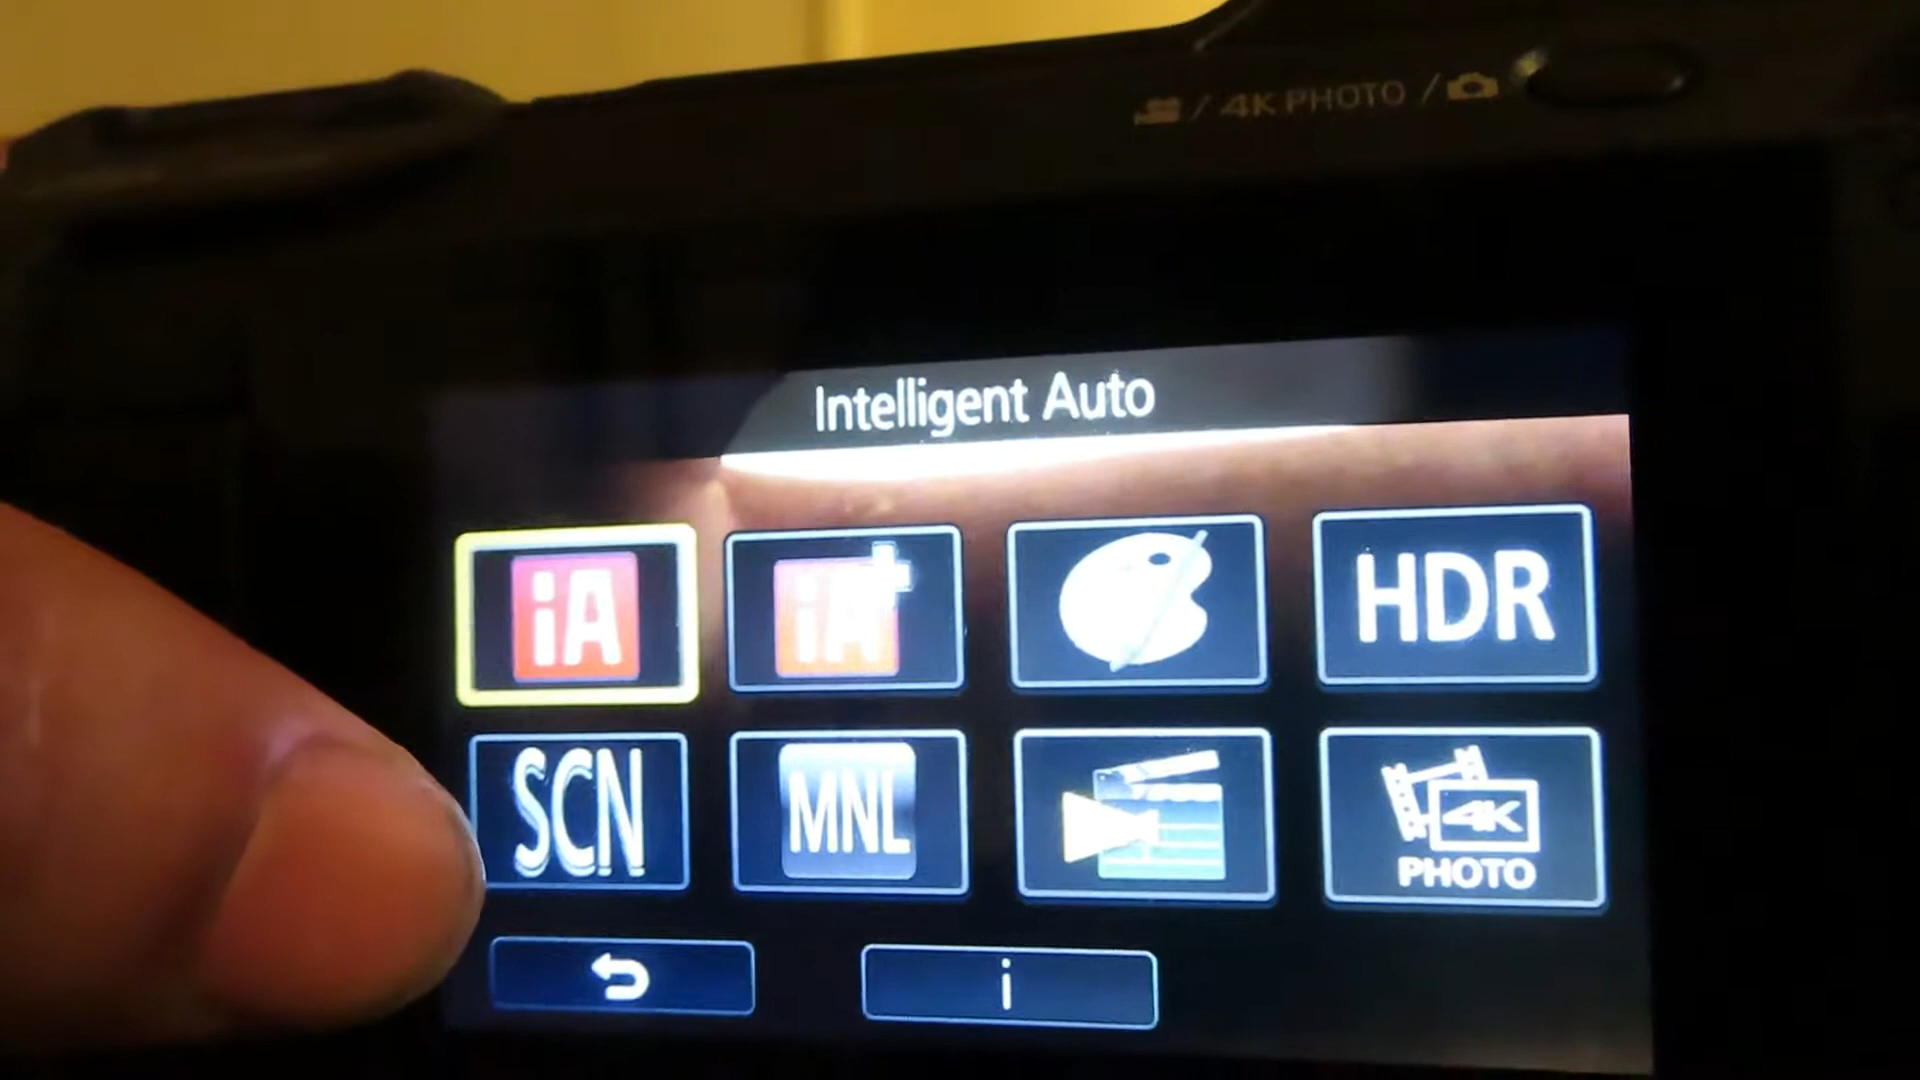 / 4K PHOTO /
Intelligent Auto
iA
iA+
HDR
SCN
MNL
4K
PHOTO
i